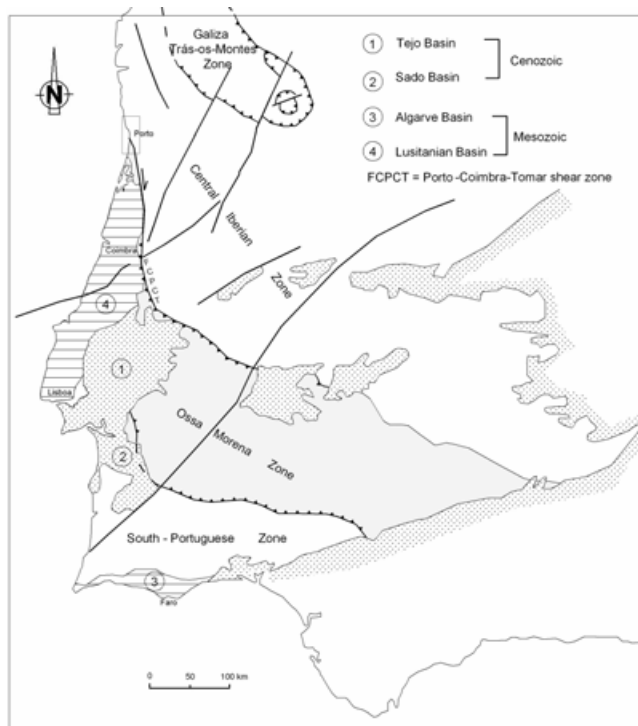 Galiza
Trás-os-Montes
Zone
1 Tejo Basin
Cenozoic
2 Sado Basin
3 Algarve Basin
Mesozoic
4 Lusitanian Basin
FCPCT = Porto -Coimbra-Tomar shear zone
N
Porto
Central
Iberian
Zone
Coimbra
F C P C T
4
1
Lisboa
Ossa Morena Zone
2
South - Portuguese Zone
3
Faro
0 50 100 km